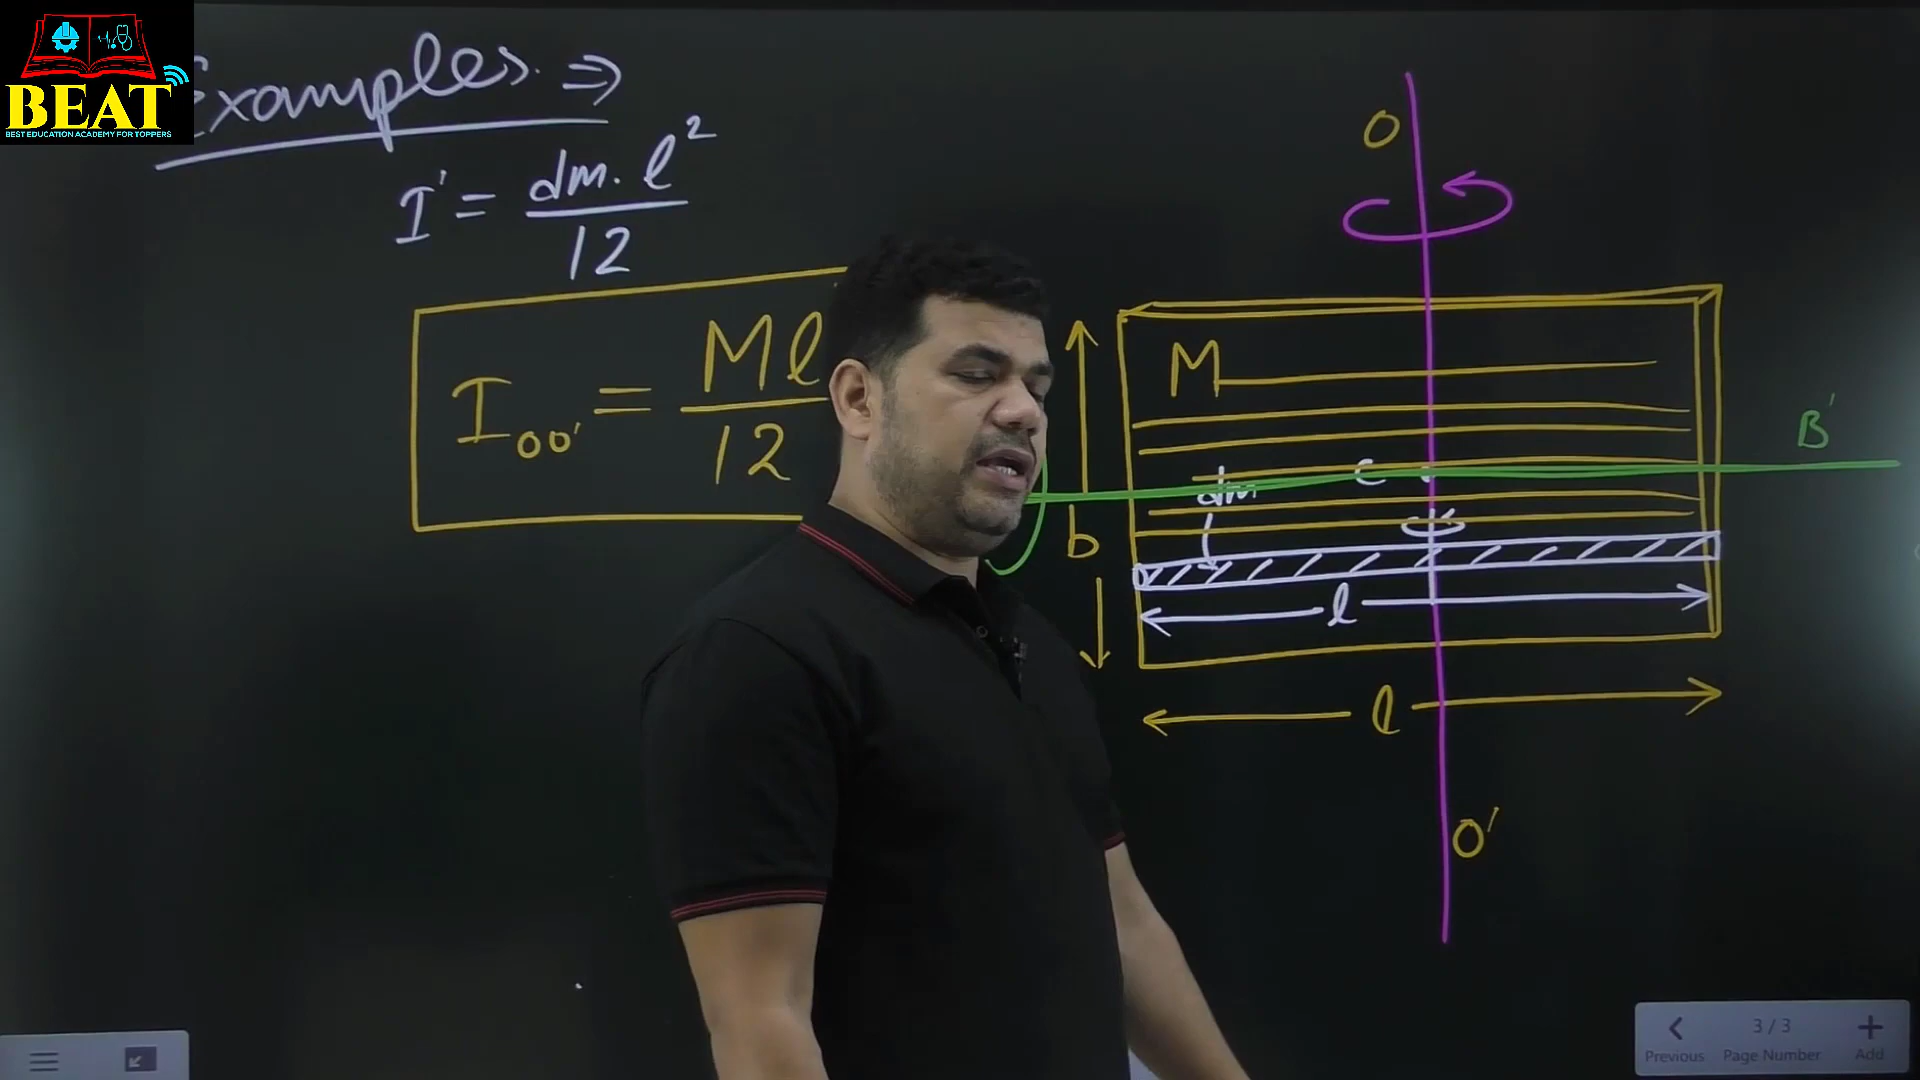 BEAT
BEST EDUCATION ACADEMY FOR TOPPERS
Examples. ⇒
I' = dm. l² / 12
I₀₀' = Ml / 12
O
M
B'
dm
C
b
l
l
O'
3 / 3
Previous Page Number Add